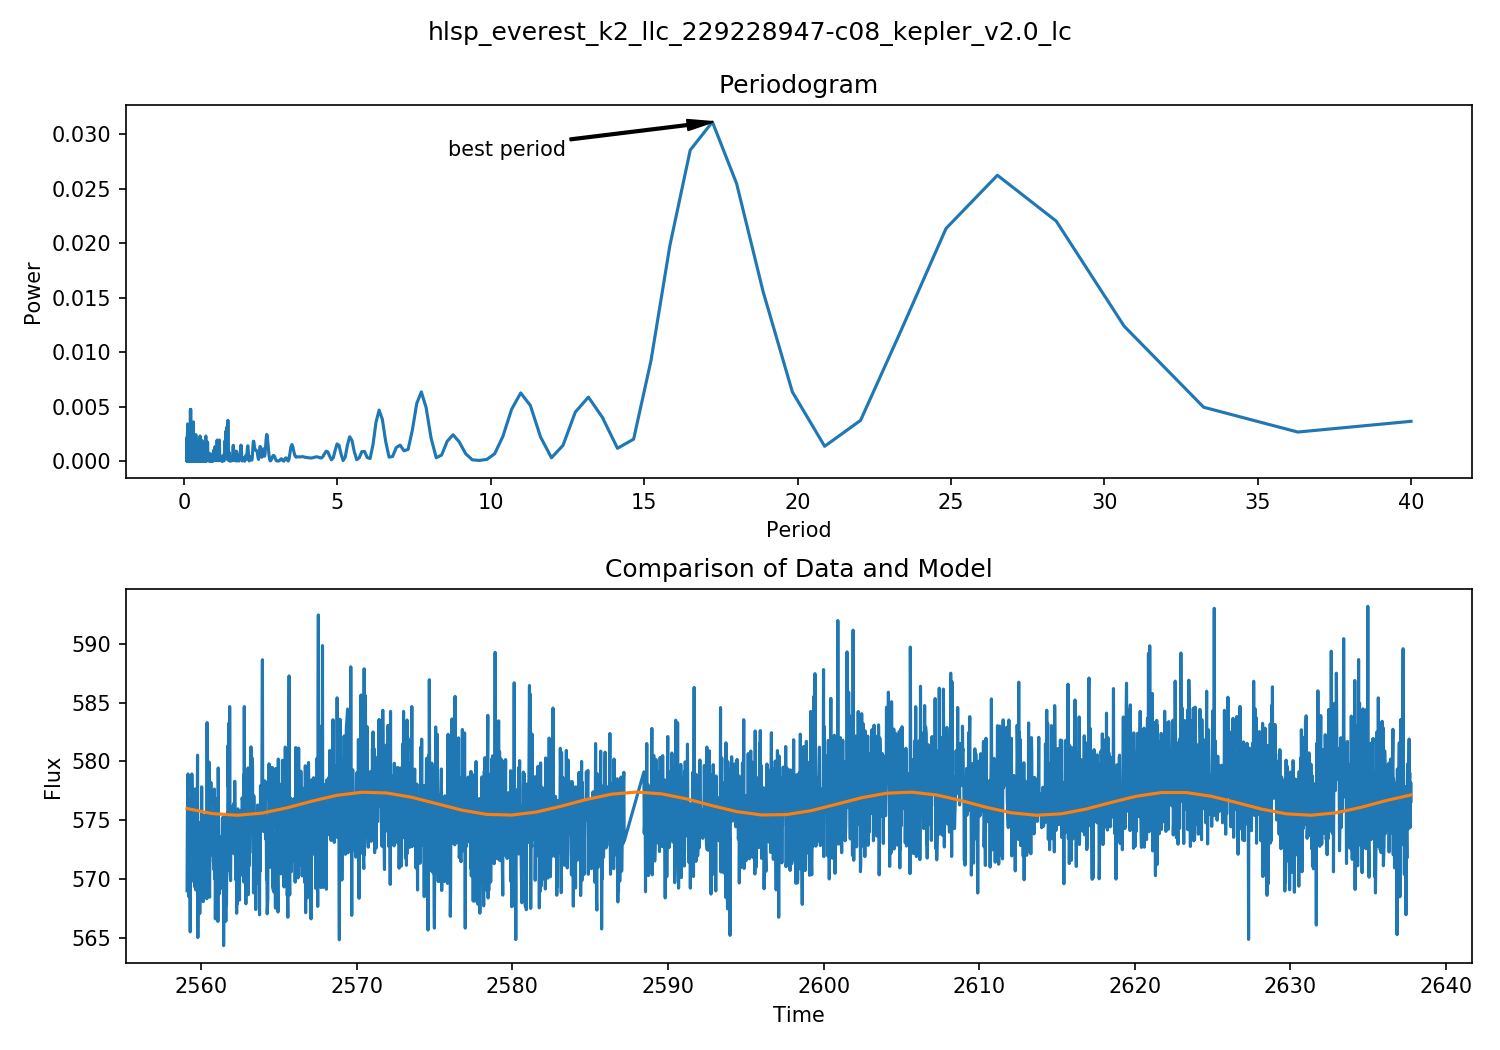 hlsp_everest_k2_llc_229228947-c08_kepler_v2.0_lc
Periodogram
best period
Power
0.030
0.025
0.020
0.015
0.010
0.005
0.000
0 5 10 15 20 25 30 35 40
Period
Comparison of Data and Model
Flux
590
585
580
575
570
565
2560 2570 2580 2590 2600 2610 2620 2630 2640
Time